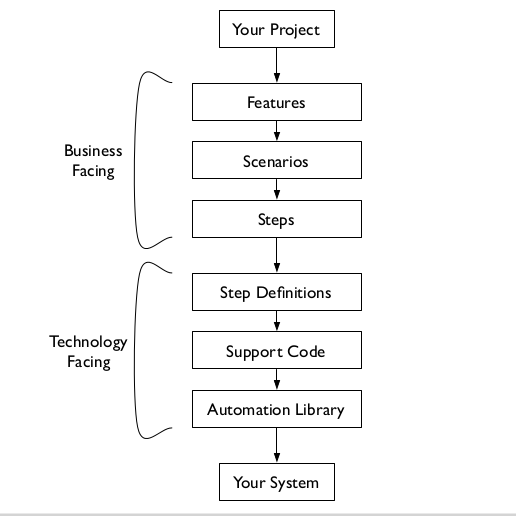 Your Project
Features
Business
Facing
Scenarios
Steps
Step Definitions
Technology
Facing
Support Code
Automation Library
Your System